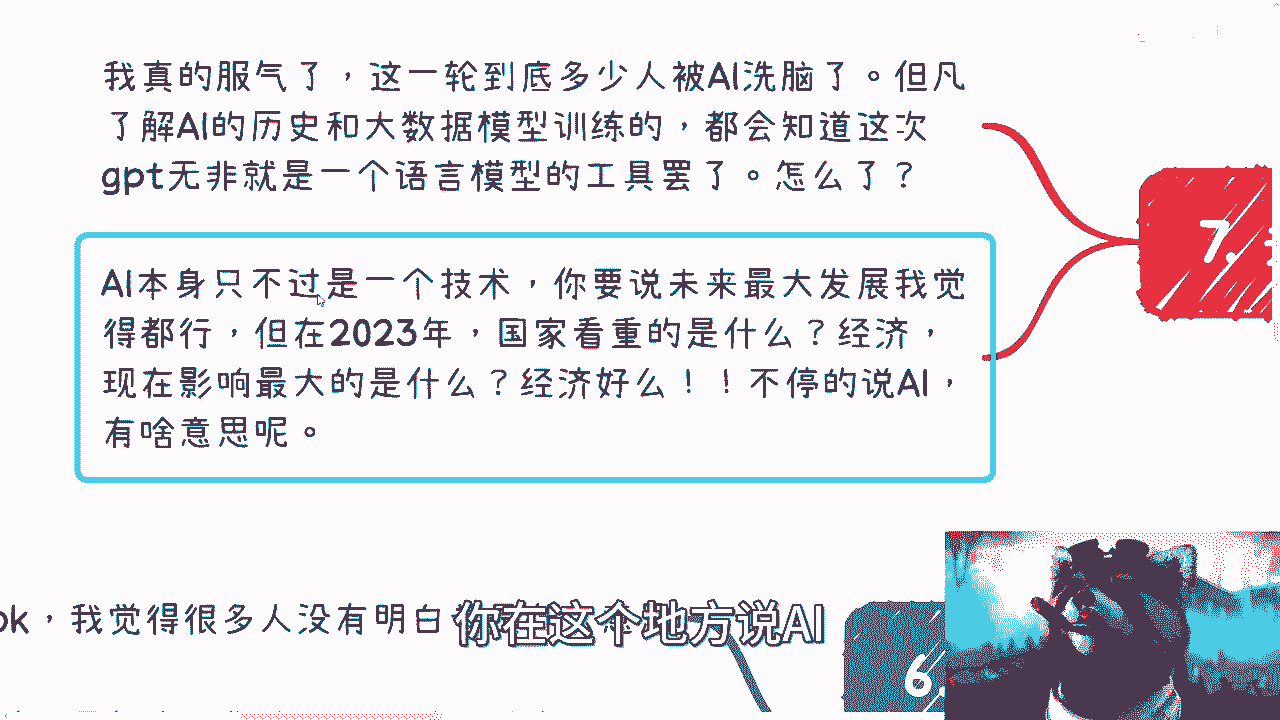 我真的服气了，这一轮到底多少人被AI洗脑了。但凡
了解AI的历史和大数据模型训练的，都会知道这次
gpt无非就是一个语言模型的工具罢了。怎么了？
7.
AI本身只不过是一个技术，你要说未来最大发展我觉
得都行，但在2023年，国家看重的是什么？经济，
现在影响最大的是什么？经济好么！！不停的说AI，
有啥意思呢。
ok，我觉得很多人没有明白
你在这个地方说AI
6.